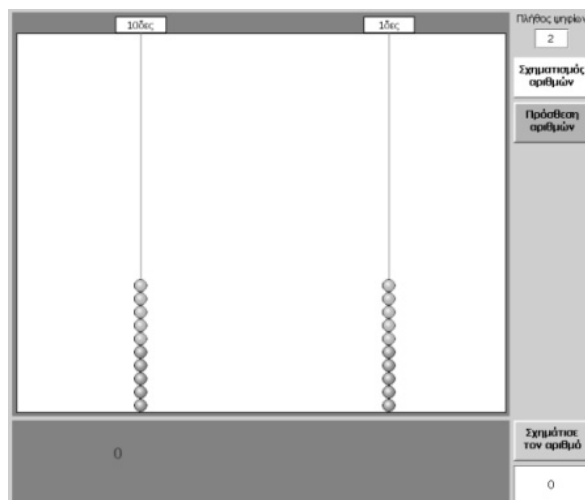 10δες
1δες
Πλήθος ψηφίων
2
Σχηματισμός
αριθμών
Πρόσθεση
αριθμών
Σχημάτισε
τον αριθμό
0
0